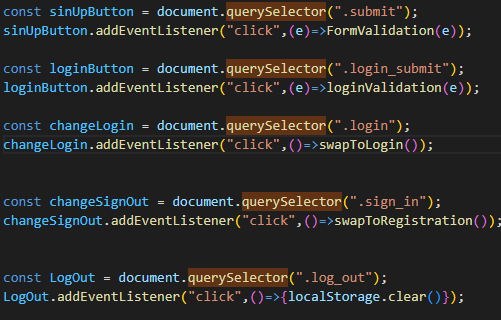 const sinUpButton = document.querySelector(".submit");
sinUpButton.addEventListener("click",(e)=>FormValidation(e));
const loginButton = document.querySelector(".login_submit");
loginButton.addEventListener("click",(e)=>loginValidation(e));
const changeLogin = document.querySelector(".login");
changeLogin.addEventListener("click",()=>swapToLogin());
const changeSignOut = document.querySelector(".sign_in");
changeSignOut.addEventListener("click",()=>swapToRegistration());
const LogOut = document.querySelector(".log_out");
LogOut.addEventListener("click",()=>{localStorage.clear()});